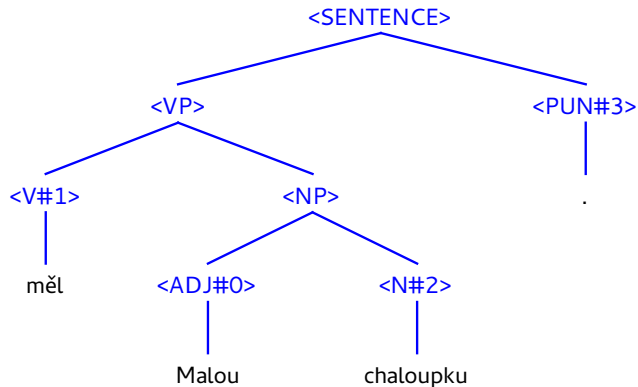 <SENTENCE>
<VP> <PUN#3>
<V#1> <NP> .
měl <ADJ#0> <N#2>
Malou chaloupku